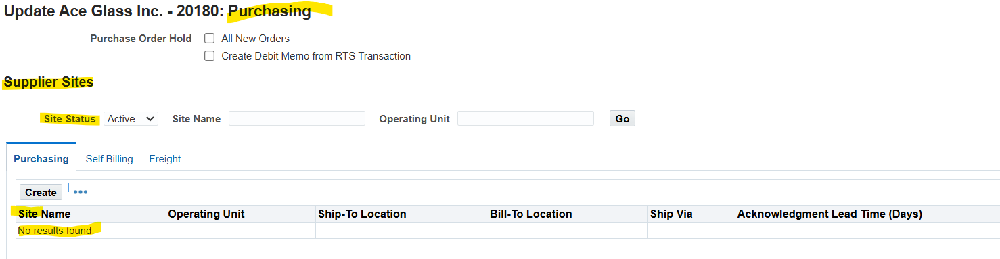 Update Ace Glass Inc. - 20180: Purchasing
Purchase Order Hold All New Orders
Create Debit Memo from RTS Transaction
Supplier Sites
Site Status Active Site Name Operating Unit Go
Purchasing Self Billing Freight
Create
Site Name Operating Unit Ship-To Location Bill-To Location Ship Via Acknowledgment Lead Time (Days)
No results found.